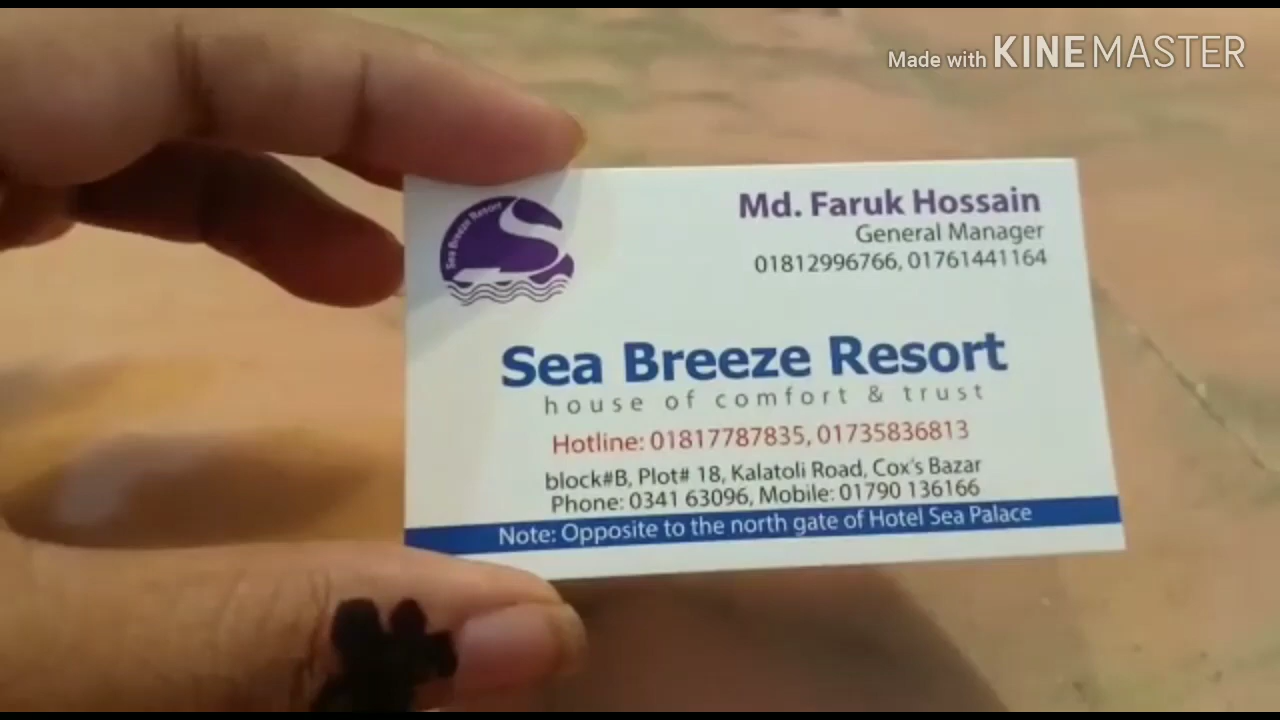 Made with KINEMASTER
Sea Breeze Resort
Md. Faruk Hossain
General Manager
01812996766, 01761441164
Sea Breeze Resort
house of comfort & trust
Hotline: 01817787835, 01735836813
block#B, Plot# 18, Kalatoli Road, Cox's Bazar
Phone: 0341 63096, Mobile: 01790 136166
Note: Opposite to the north gate of Hotel Sea Palace